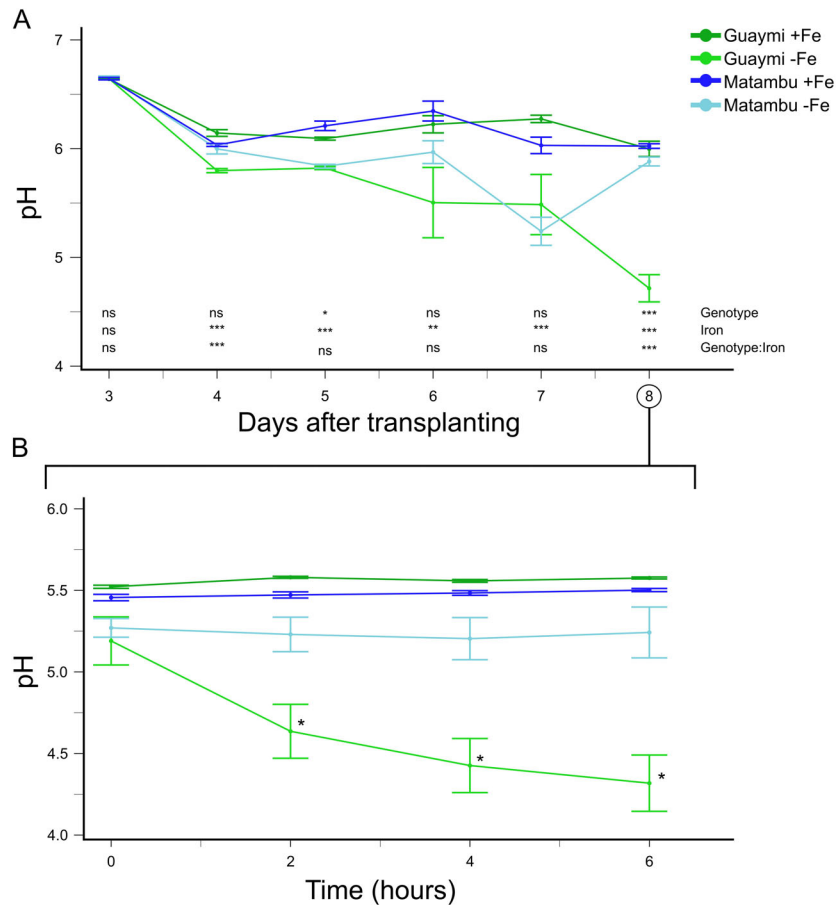 A
Guaymi +Fe
Guaymi -Fe
Matambu +Fe
Matambu -Fe
7
6
5
4
pH
ns ns * ns ns *** Genotype
ns *** *** ** *** *** Iron
ns *** ns ns ns *** Genotype:Iron
3 4 5 6 7 8
Days after transplanting
B
6.0
5.5
5.0
4.5
4.0
pH
*
*
*
0 2 4 6
Time (hours)